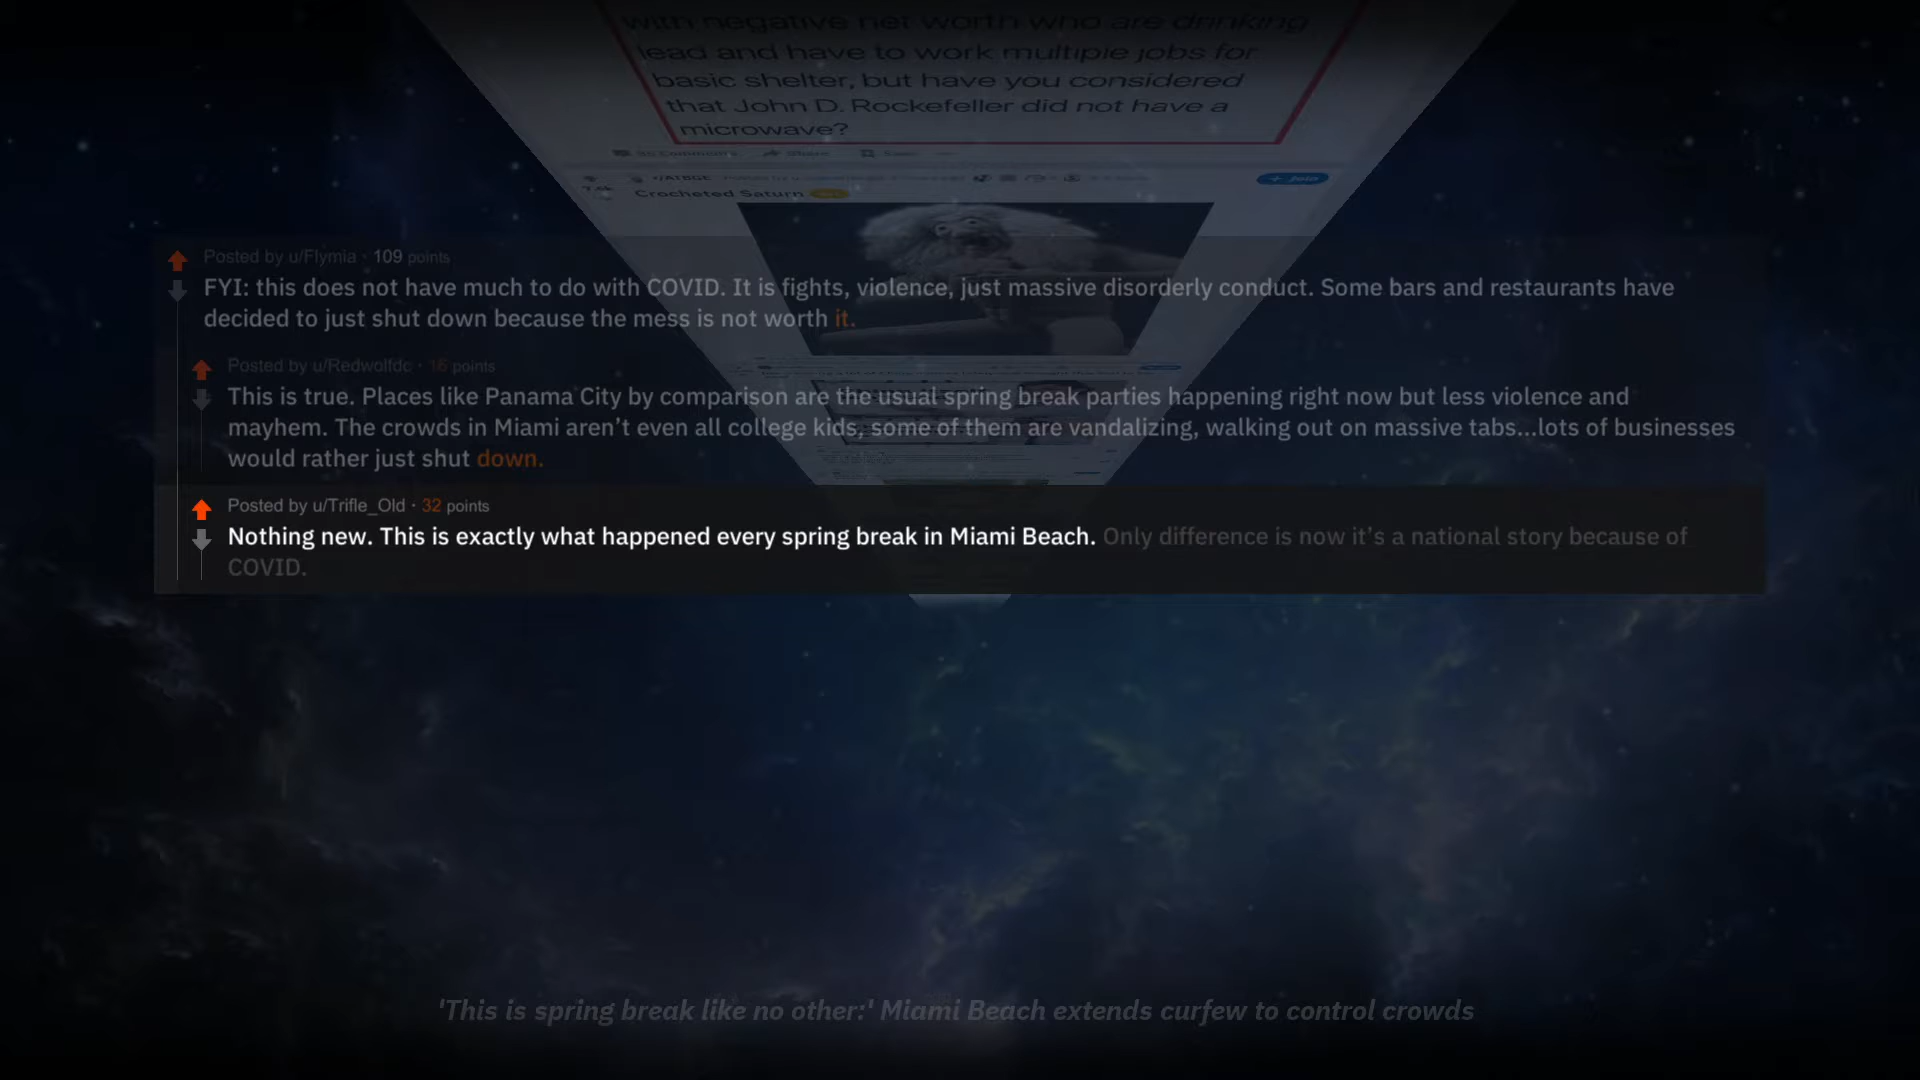 with negative net worth who are drinking
lead and have to work multiple jobs for
basic shelter, but have you considered
that John D. Rockefeller did not have a
microwave?
Share
r/ATBGE
+ Join
Crocheted Saturn
Posted by u/Flymia · 109 points
FYI: this does not have much to do with COVID. It is fights, violence, just massive disorderly conduct. Some bars and restaurants have
decided to just shut down because the mess is not worth it.
Posted by u/Redwolfdc · 16 points
This is true. Places like Panama City by comparison are the usual spring break parties happening right now but less violence and
mayhem. The crowds in Miami aren’t even all college kids, some of them are vandalizing, walking out on massive tabs...lots of businesses
would rather just shut down.
Posted by u/Trifle_Old · 32 points
Nothing new. This is exactly what happened every spring break in Miami Beach. Only difference is now it’s a national story because of
COVID.
'This is spring break like no other:' Miami Beach extends curfew to control crowds